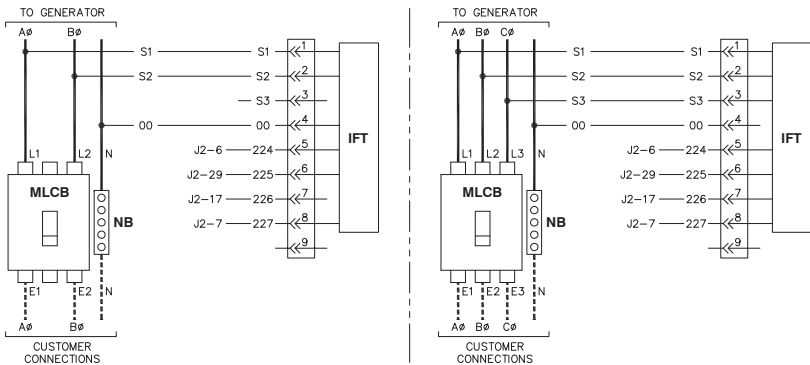 TO GENERATOR
AØ BØ
S1 S1 1
S2 S2 2
S3 3
00 00 4
IFT
L1 L2 N J2-6 224 5
MLCB J2-29 225 6
J2-17 226 7
NB J2-7 227 8
9
E1 E2 N
AØ BØ
CUSTOMER
CONNECTIONS
TO GENERATOR
AØ BØ CØ
S1 S1 1
S2 S2 2
S3 S3 3
00 00 4
IFT
L1 L2 L3 N J2-6 224 5
MLCB J2-29 225 6
J2-17 226 7
NB J2-7 227 8
9
E1 E2 E3 N
AØ BØ CØ
CUSTOMER
CONNECTIONS